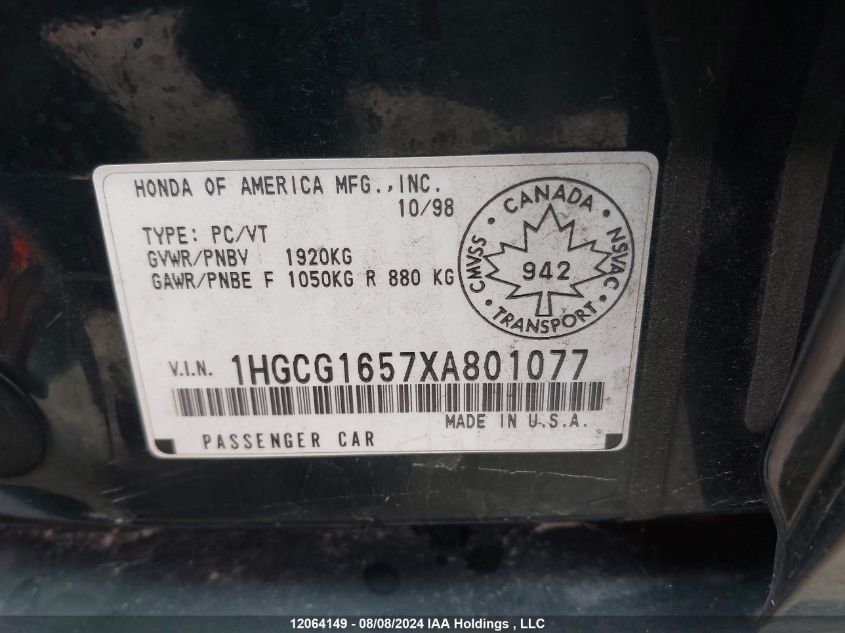 HONDA OF AMERICA MFG.,INC.
10/98
TYPE: PC/VT
GVWR/PNBV 1920KG
GAWR/PNBE F 1050KG R 880 KG
CANADA
CMVSS 942 NSVAC
TRANSPORT
V.I.N. 1HGCG1657XA801077
MADE IN U.S.A.
PASSENGER CAR
12064149 - 08/08/2024 IAA Holdings , LLC